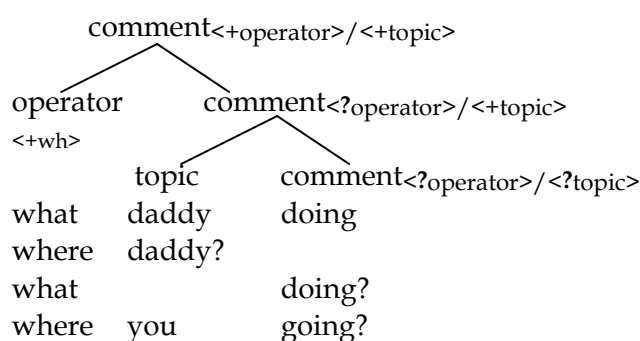 comment<+operator>/<+topic>
operator comment<?operator>/<+topic>
<+wh>
topic comment<?operator>/<?topic>
what daddy doing
where daddy?
what doing?
where you going?